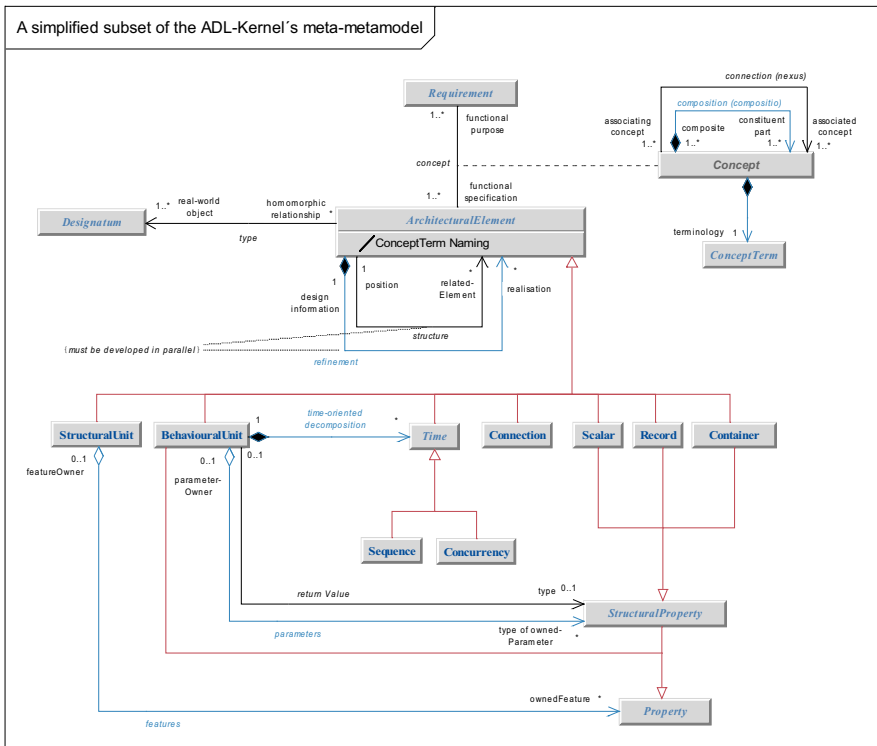 A simplified subset of the ADL-Kernel´s meta-metamodel
connection (nexus)
Requirement
composition (compositio)
1..*
functional
purpose
associating
concept
composite
constituent
part
associated
concept
1..*
1..*
1..*
1..*
concept
Concept
1..*
functional
specification
1..*
real-world
object
homomorphic
relationship
*
Designatum
type
ArchitecturalElement
ConceptTerm Naming
terminology
1
ConceptTerm
1
design
information
1
position
*
related-
Element
*
realisation
{must be developed in parallel}
structure
refinement
StructuralUnit
BehaviouralUnit
1
time-oriented
decomposition
*
Time
Connection
Scalar
Record
Container
0..1
featureOwner
0..1
parameter-
Owner
0..1
Sequence
Concurrency
return Value
type
0..1
StructuralProperty
parameters
type of owned-
Parameter
*
ownedFeature
*
features
Property